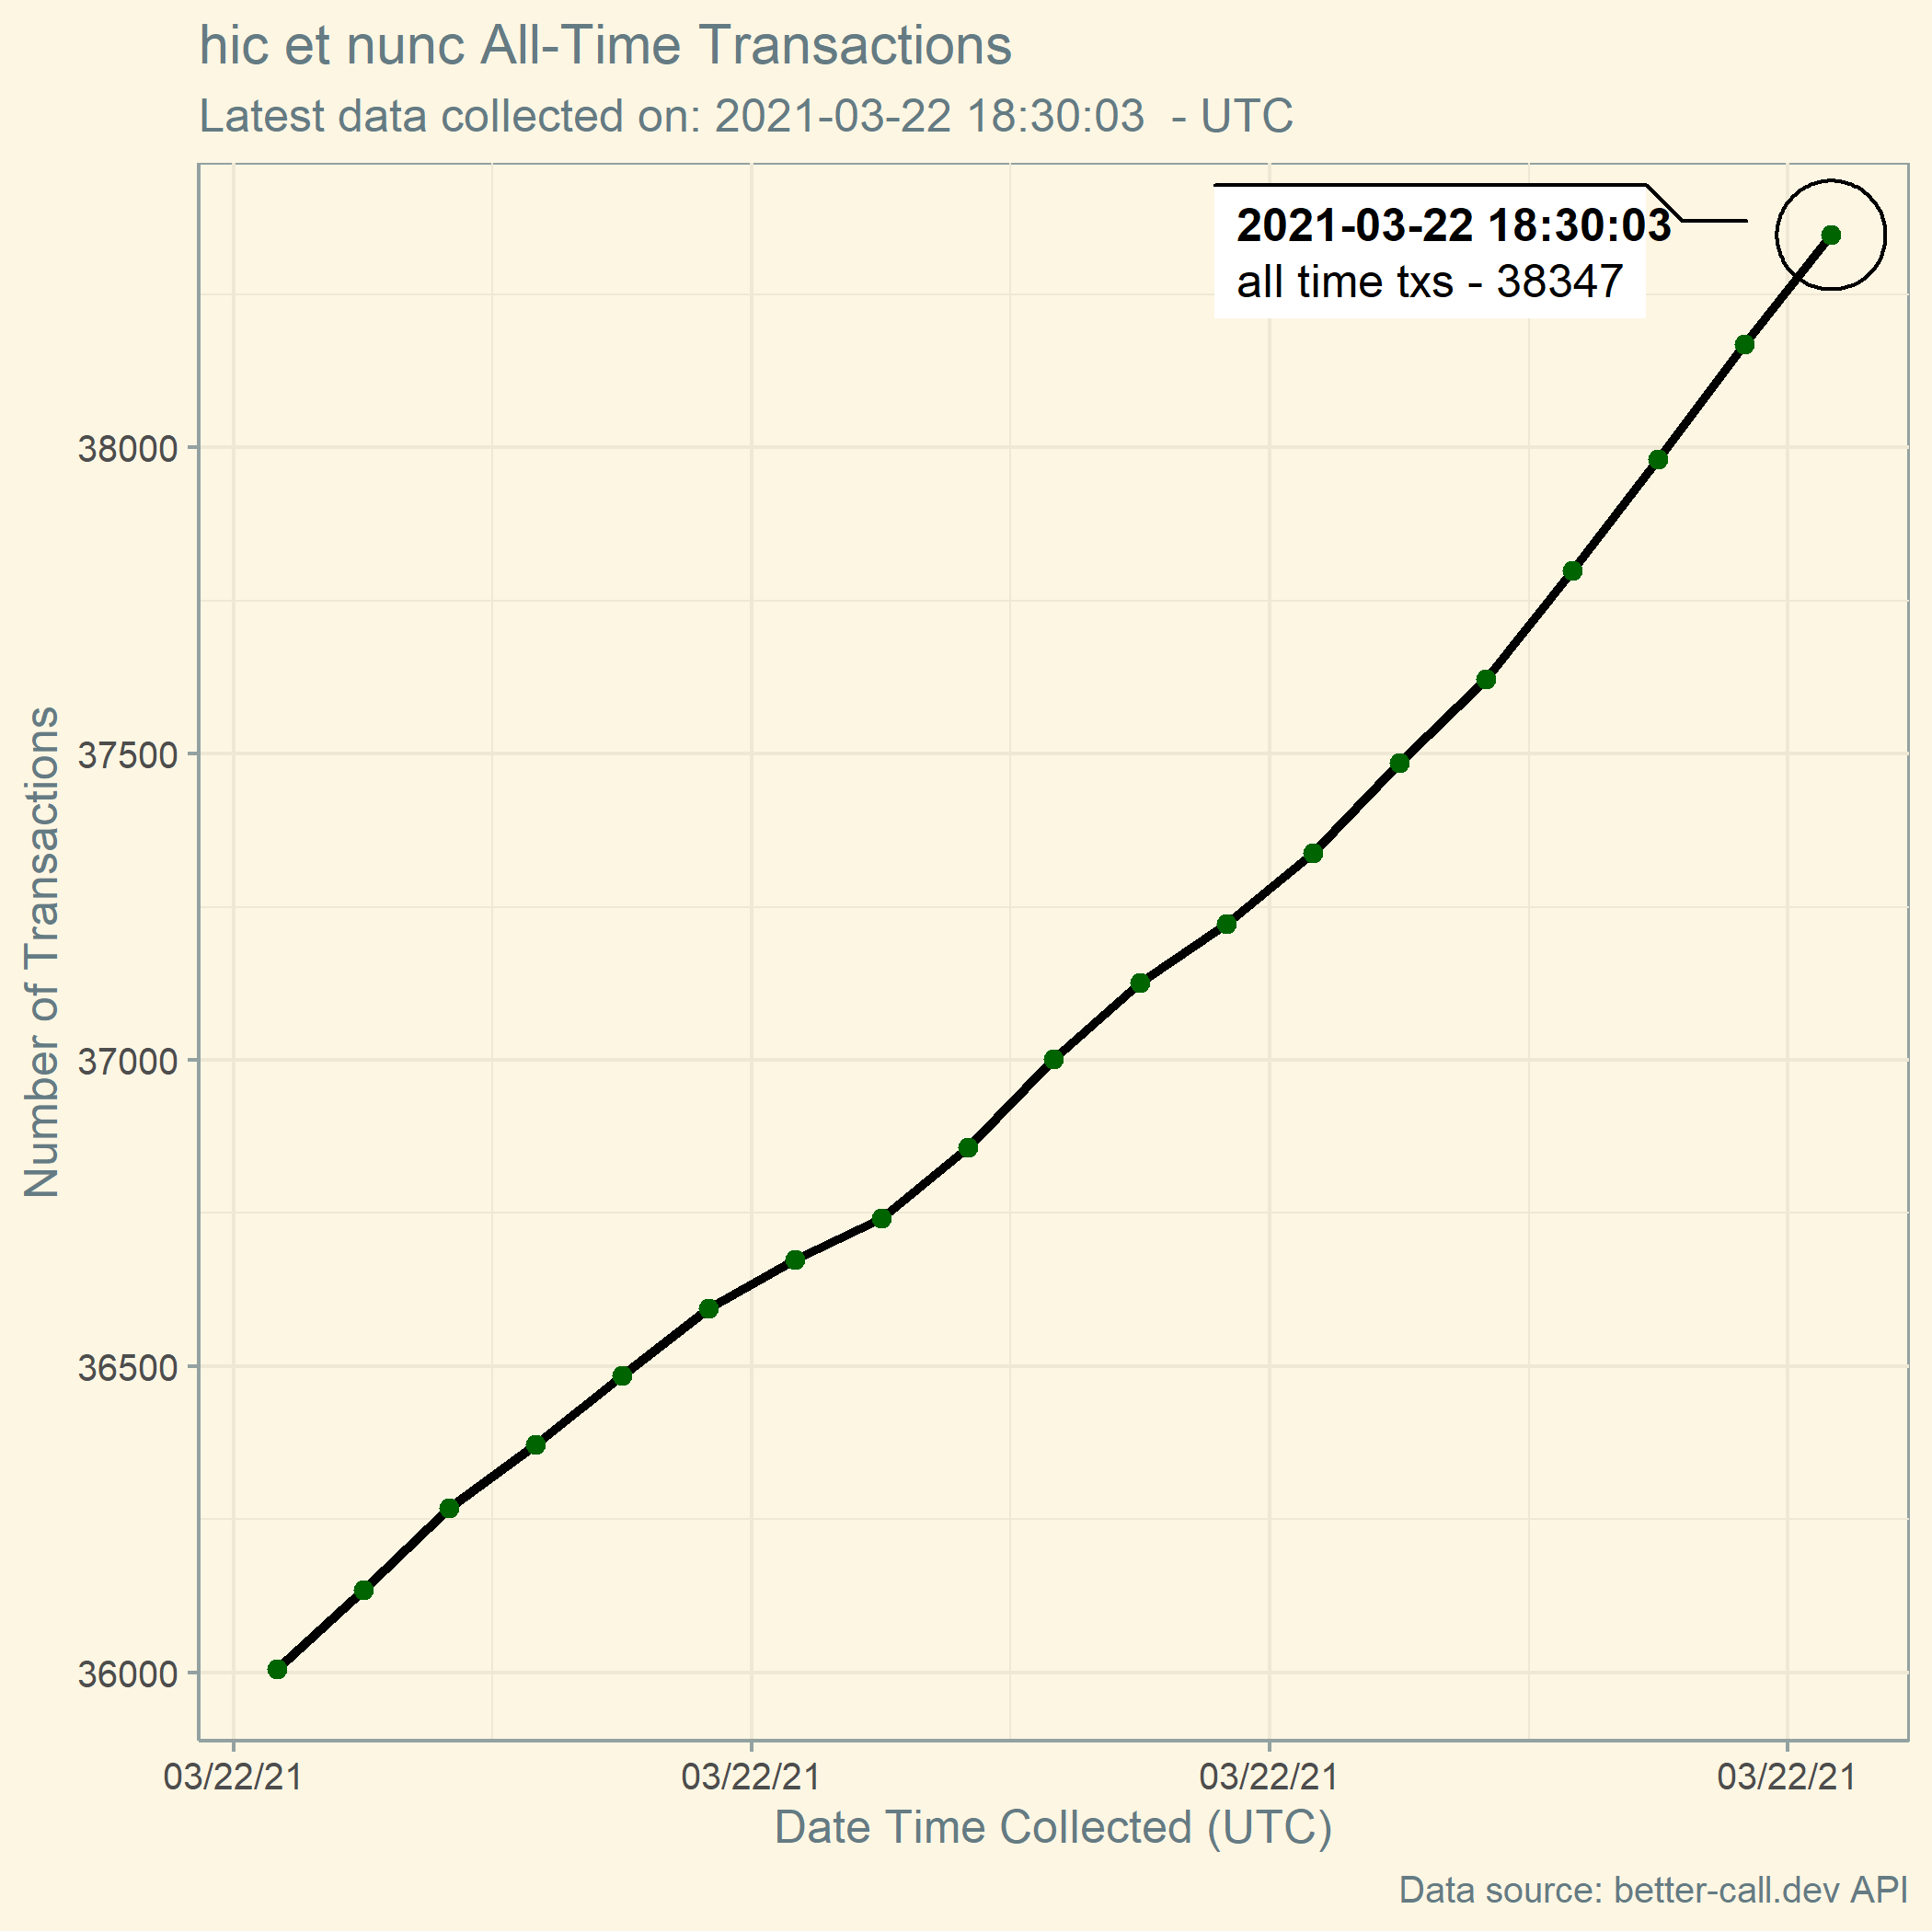 hic et nunc All-Time Transactions
Latest data collected on: 2021-03-22 18:30:03  - UTC
2021-03-22 18:30:03
all time txs - 38347
Number of Transactions
38000
37500
37000
36500
36000
03/22/21 03/22/21 03/22/21 03/22/21
Date Time Collected (UTC)
Data source: better-call.dev API